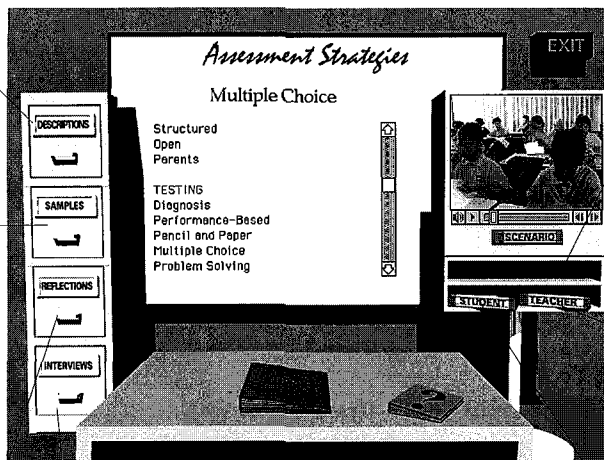 Assessment Strategies
EXIT
Multiple Choice
DESCRIPTIONS
SAMPLES
REFLECTIONS
INTERVIEWS
Structured
Open
Parents
TESTING
Diagnosis
Performance-Based
Pencil and Paper
Multiple Choice
Problem Solving
SCENARIO
STUDENT
TEACHER
?